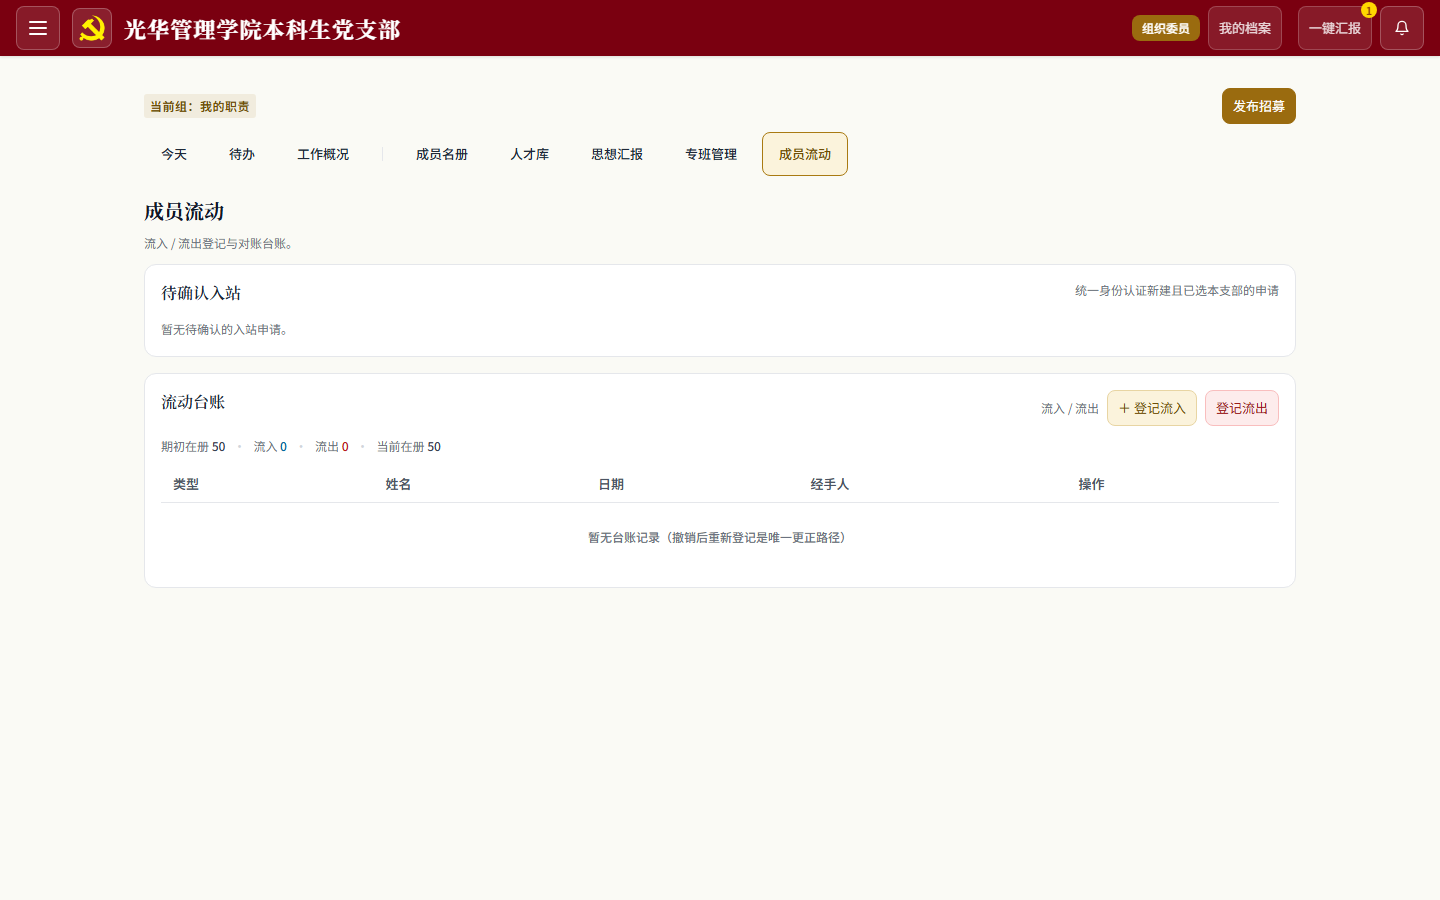 光华管理学院本科生党支部
组织委员
我的档案
一键汇报
1
当前组：我的职责
发布招募
今天
待办
工作概况
成员名册
人才库
思想汇报
专班管理
成员流动
成员流动
流入 / 流出登记与对账台账。
待确认入站
统一身份认证新建且已选本支部的申请
暂无待确认的入站申请。
流动台账
流入 / 流出
＋ 登记流入
登记流出
期初在册 50 • 流入 0 • 流出 0 • 当前在册 50
类型 姓名 日期 经手人 操作
暂无台账记录（撤销后重新登记是唯一更正路径）